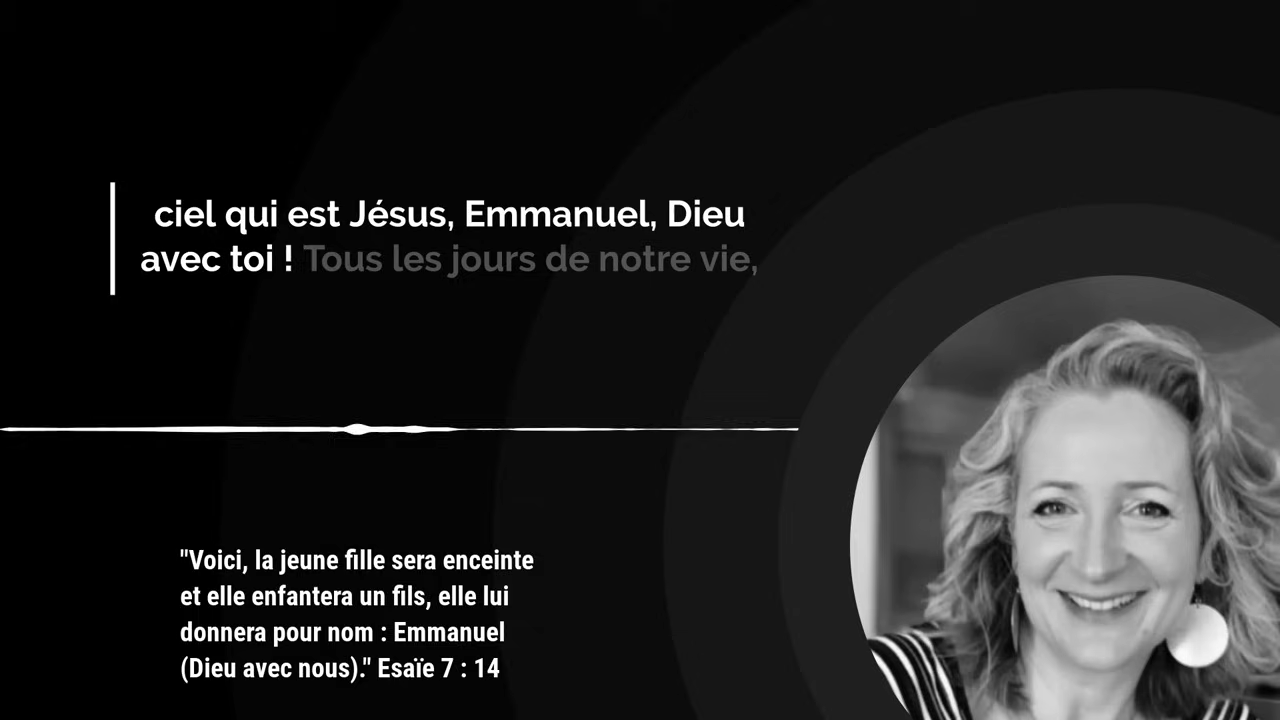 ciel qui est Jésus, Emmanuel, Dieu
avec toi ! Tous les jours de notre vie,
"Voici, la jeune fille sera enceinte
et elle enfantera un fils, elle lui
donnera pour nom : Emmanuel
(Dieu avec nous)." Esaïe 7 : 14